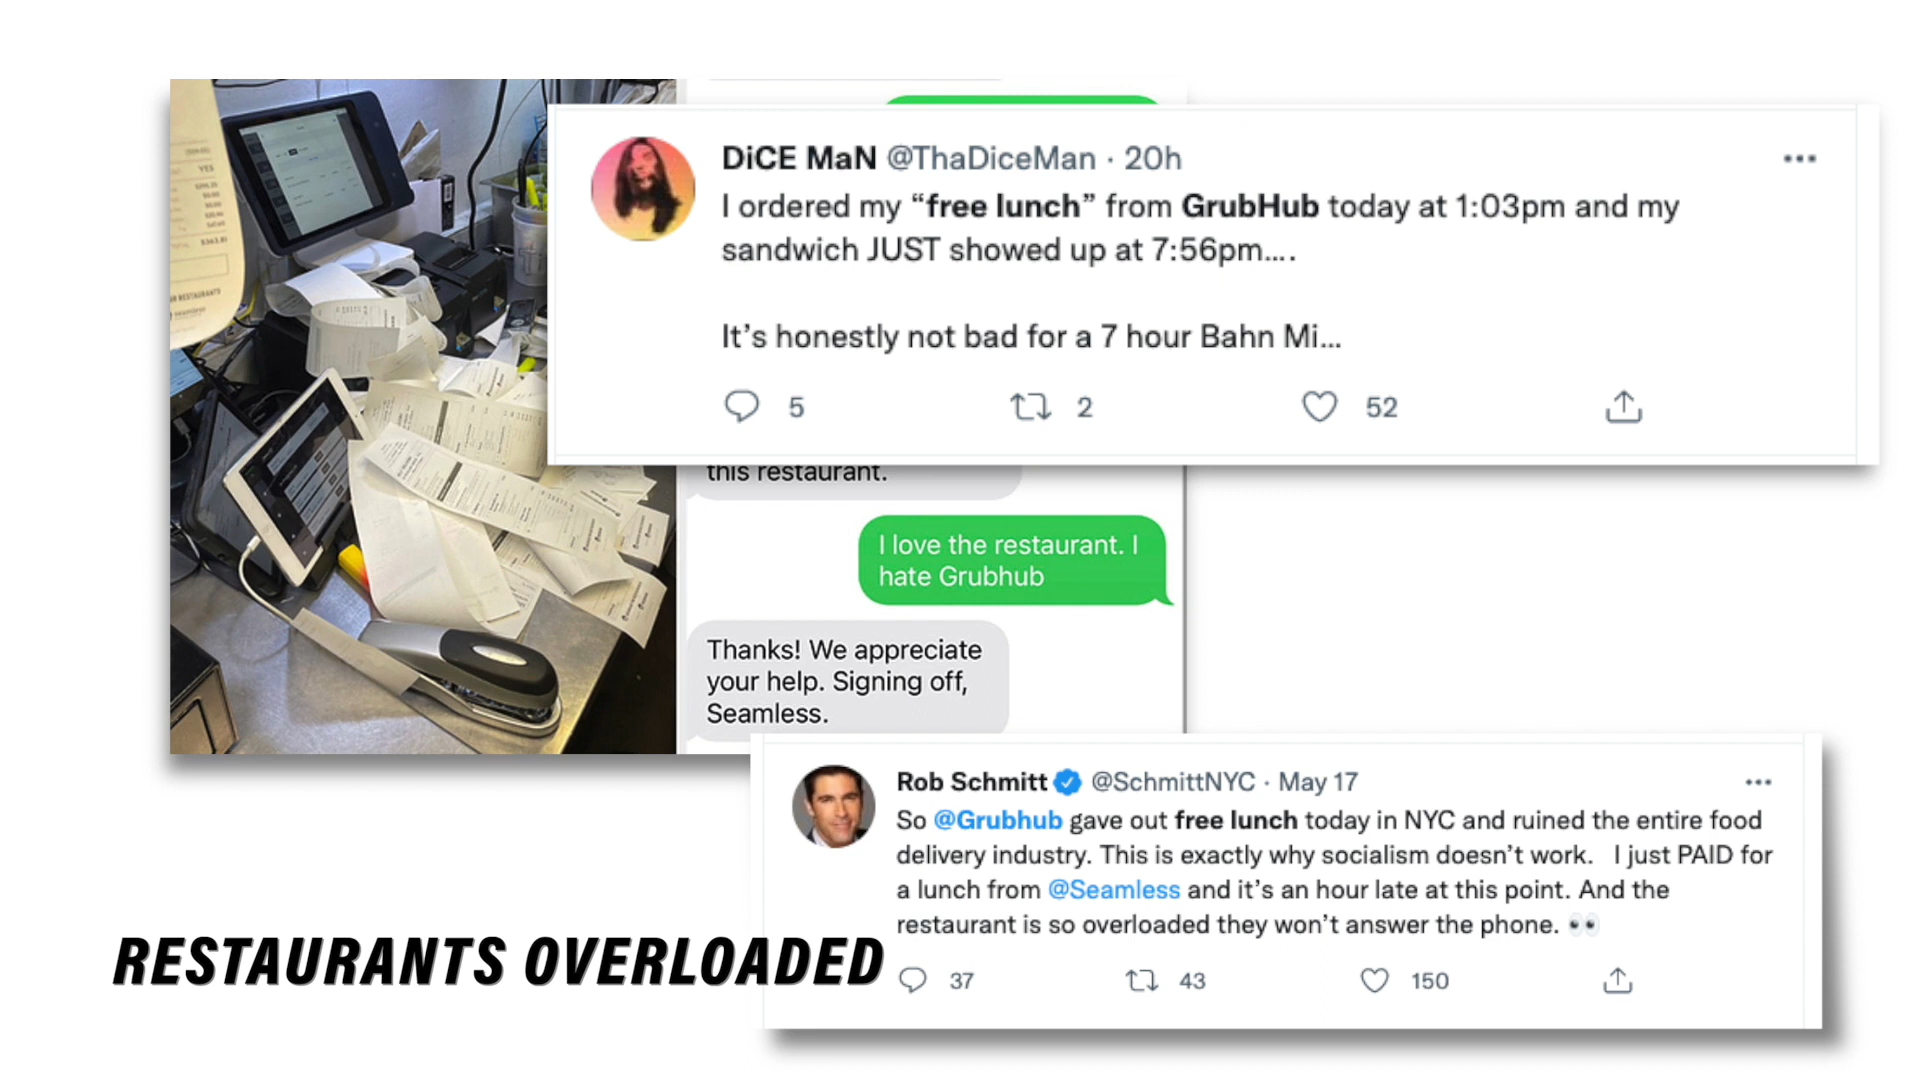 DiCE MaN @ThaDiceMan · 20h
I ordered my “free lunch” from GrubHub today at 1:03pm and my
sandwich JUST showed up at 7:56pm....
It’s honestly not bad for a 7 hour Bahn Mi...
5 2 52
YES
RESTAURANTS
seamless
this restaurant.
I love the restaurant. I
hate Grubhub
Thanks! We appreciate
your help. Signing off,
Seamless.
Rob Schmitt @SchmittNYC · May 17
So @Grubhub gave out free lunch today in NYC and ruined the entire food
delivery industry. This is exactly why socialism doesn’t work. I just PAID for
a lunch from @Seamless and it’s an hour late at this point. And the
restaurant is so overloaded they won’t answer the phone. 👀
37 43 150
RESTAURANTS OVERLOADED